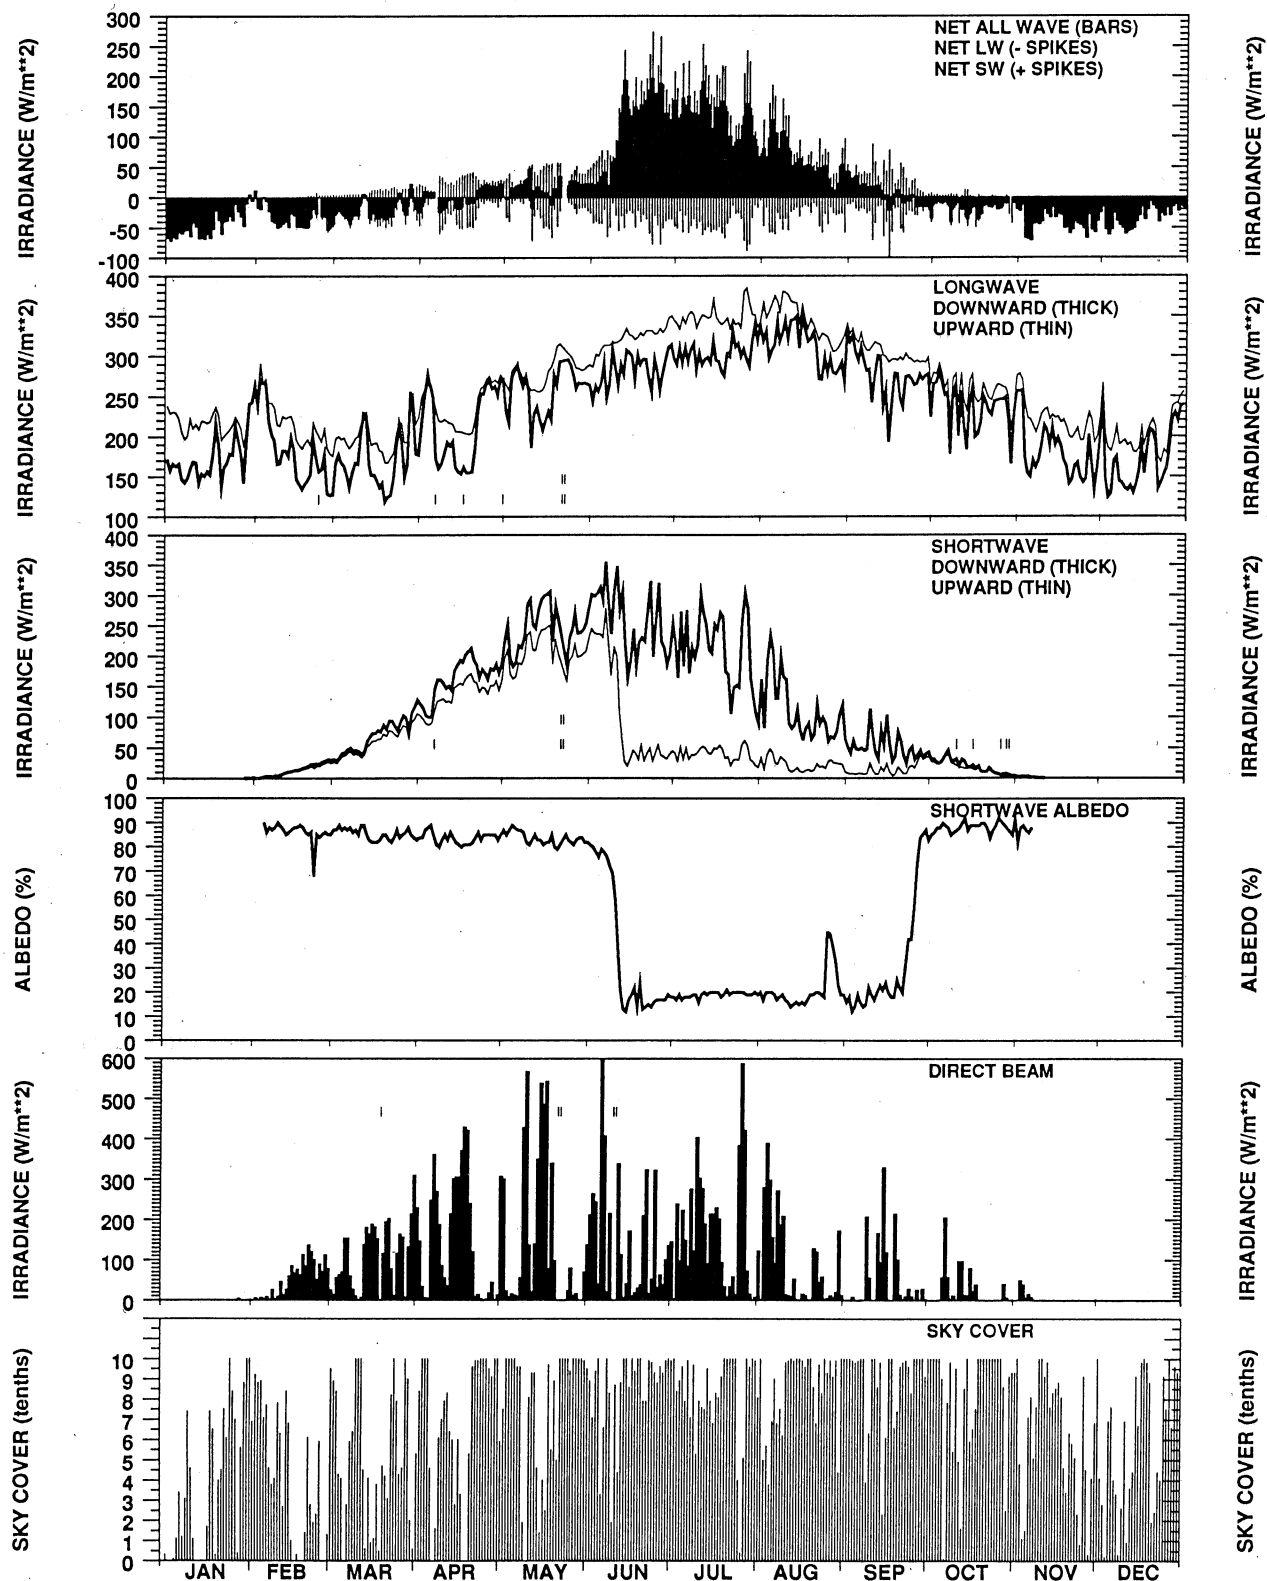 300
250
200
150
100
50
0
-50
-100
IRRADIANCE (W/m**2)
NET ALL WAVE (BARS)
NET LW (- SPIKES)
NET SW (+ SPIKES)
IRRADIANCE (W/m**2)
400
350
300
250
200
150
100
IRRADIANCE (W/m**2)
LONGWAVE
DOWNWARD (THICK)
UPWARD (THIN)
IRRADIANCE (W/m**2)
400
350
300
250
200
150
100
50
0
IRRADIANCE (W/m**2)
SHORTWAVE
DOWNWARD (THICK)
UPWARD (THIN)
IRRADIANCE (W/m**2)
100
90
80
70
60
50
40
30
20
10
0
ALBEDO (%)
SHORTWAVE ALBEDO
ALBEDO (%)
600
500
400
300
200
100
0
IRRADIANCE (W/m**2)
DIRECT BEAM
IRRADIANCE (W/m**2)
10
9
8
7
6
5
4
3
2
1
0
SKY COVER (tenths)
SKY COVER
SKY COVER (tenths)
JAN FEB MAR APR MAY JUN JUL AUG SEP OCT NOV DEC